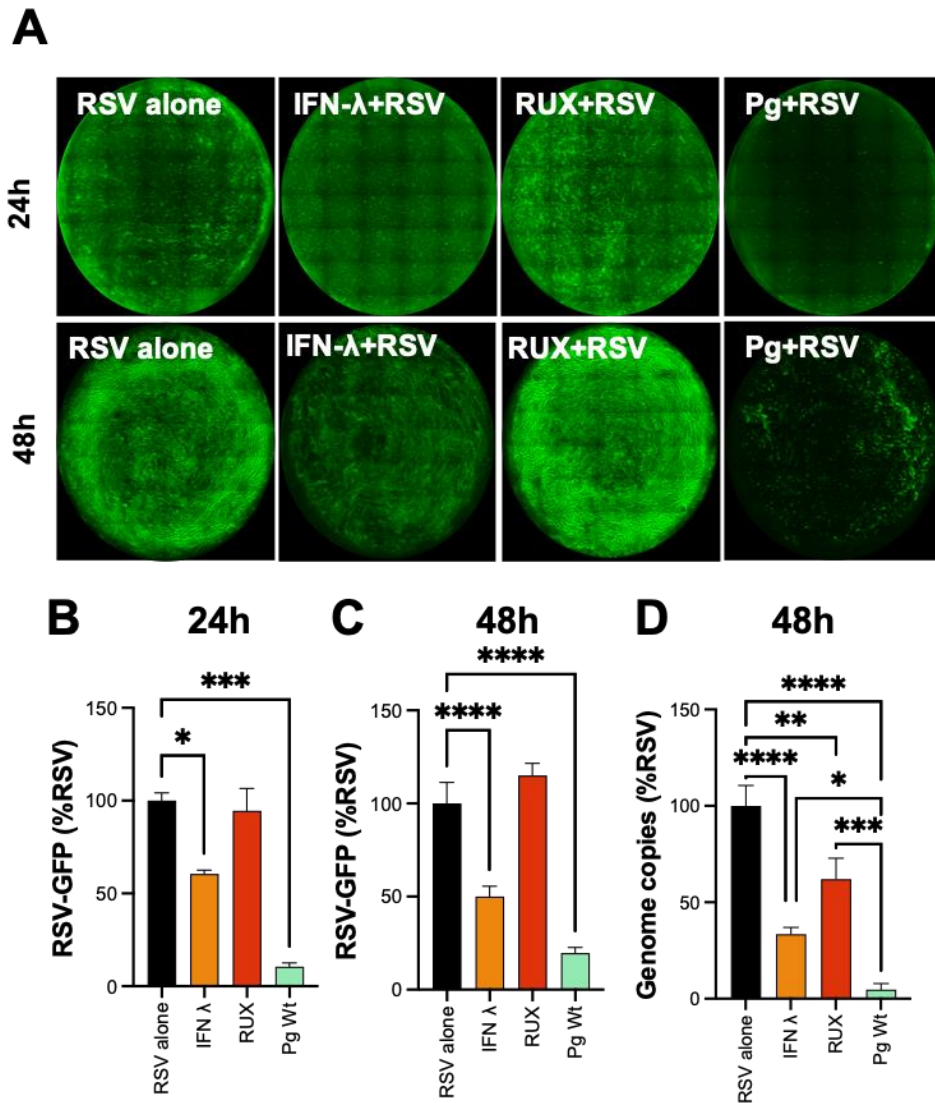 A
24h
RSV alone
IFN-λ+RSV
RUX+RSV
Pg+RSV
48h
RSV alone
IFN-λ+RSV
RUX+RSV
Pg+RSV
B
24h
RSV-GFP (%RSV)
150
100
50
0
***
*
RSV alone
IFN λ
RUX
Pg Wt
C
48h
RSV-GFP (%RSV)
150
100
50
0
****
****
RSV alone
IFN λ
RUX
Pg Wt
D
48h
Genome copies (%RSV)
150
100
50
0
****
**
****
*
***
RSV alone
IFN λ
RUX
Pg Wt